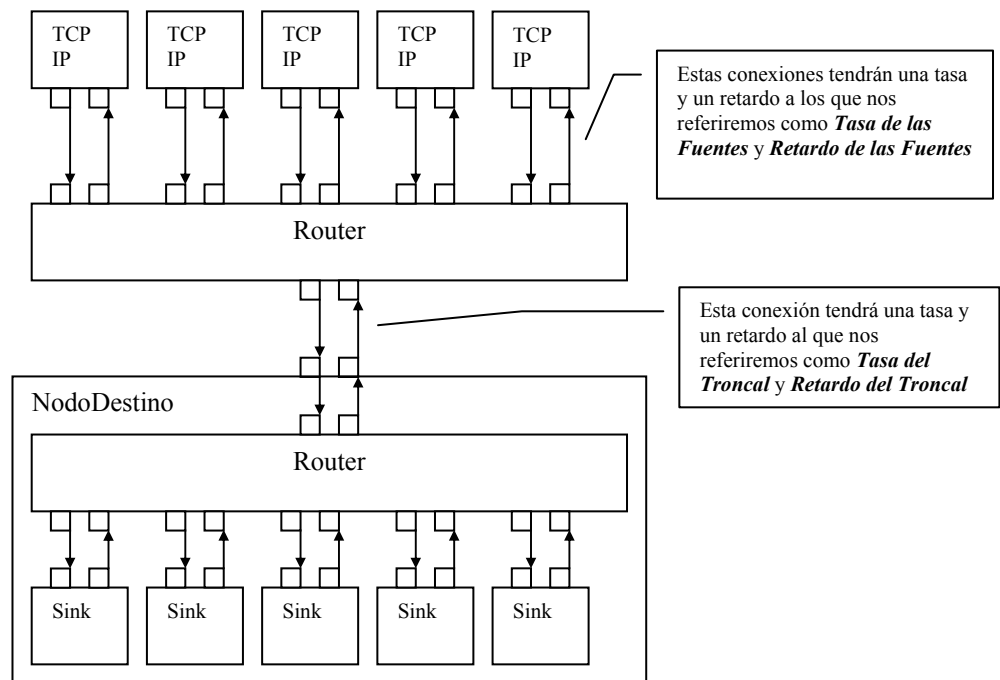 TCP
IP
TCP
IP
TCP
IP
TCP
IP
TCP
IP
Estas conexiones tendrán una tasa
y un retardo a los que nos
referiremos como Tasa de las
Fuentes y Retardo de las Fuentes
Router
Esta conexión tendrá una tasa y
un retardo al que nos
referiremos como Tasa del
Troncal y Retardo del Troncal
NodoDestino
Router
Sink
Sink
Sink
Sink
Sink